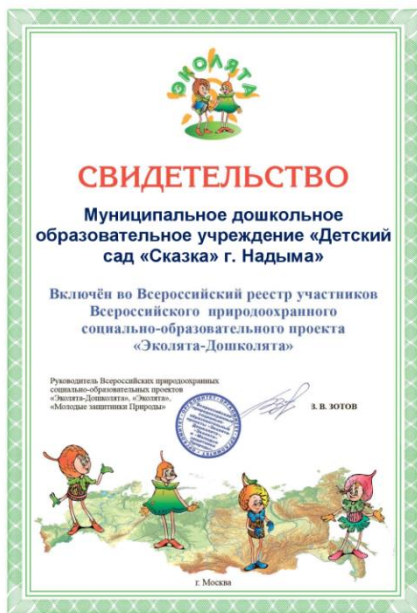 ЭКОЛЯТА
СВИДЕТЕЛЬСТВО
Муниципальное дошкольное
образовательное учреждение «Детский
сад «Сказка» г. Надыма»
Включён во Всероссийский реестр участников
Всероссийского природоохранного
социально-образовательного проекта
«Эколята-Дошколята»
Руководитель Всероссийских природоохранных
социально-образовательных проектов
«Эколята-Дошколята», «Эколята»,
«Молодые защитники Природы»
З. В. ЗОТОВ
г. Москва